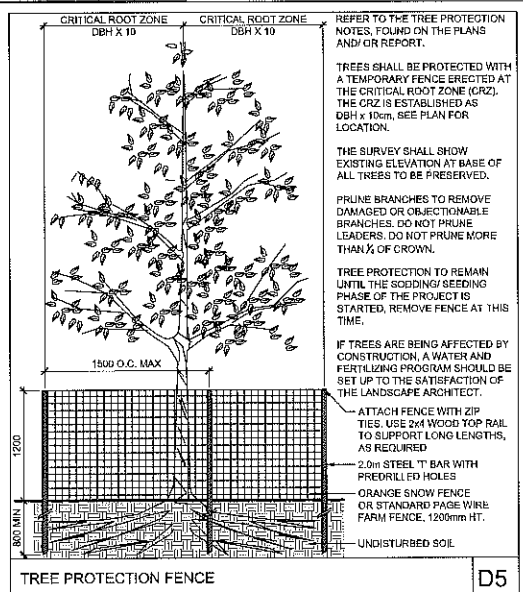 CRITICAL ROOT ZONE CRITICAL ROOT ZONE
DBH X 10 DBH X 10
REFER TO THE TREE PROTECTION
NOTES, FOUND ON THE PLANS
AND/ OR REPORT.
TREES SHALL BE PROTECTED WITH
A TEMPORARY FENCE ERECTED AT
THE CRITICAL ROOT ZONE (CRZ).
THE CRZ IS ESTABLISHED AS
DBH x 10cm, SEE PLAN FOR
LOCATION.
THE SURVEY SHALL SHOW
EXISTING ELEVATION AT BASE OF
ALL TREES TO BE PRESERVED.
PRUNE BRANCHES TO REMOVE
DAMAGED OR OBJECTIONABLE
BRANCHES. DO NOT PRUNE
LEADERS. DO NOT PRUNE MORE
THAN OF CROWN.
TREE PROTECTION TO REMAIN
UNTIL THE SODDING/ SEEDING
PHASE OF THE PROJECT IS
STARTED, REMOVE FENCE AT THIS
TIME.
IF TREES ARE BEING AFFECTED BY
CONSTRUCTION, A WATER AND
FERTILIZING PROGRAM SHOULD BE
SET UP TO THE SATISFACTION OF
THE LANDSCAPE ARCHITECT.
1500 O.C. MAX
1200
MIN
ATTACH FENCE WITH ZIP
TIES. USE 2x4 WOOD TOP RAIL
TO SUPPORT LONG LENGTHS,
AS REQUIRED
2.0m STEEL 'T' BAR WITH
PREDRILLED HOLES
ORANGE SNOW FENCE
OR STANDARD PAGE WIRE
FARM FENCE, 1200mm HT.
UNDISTURBED SOIL
TREE PROTECTION FENCE
D5